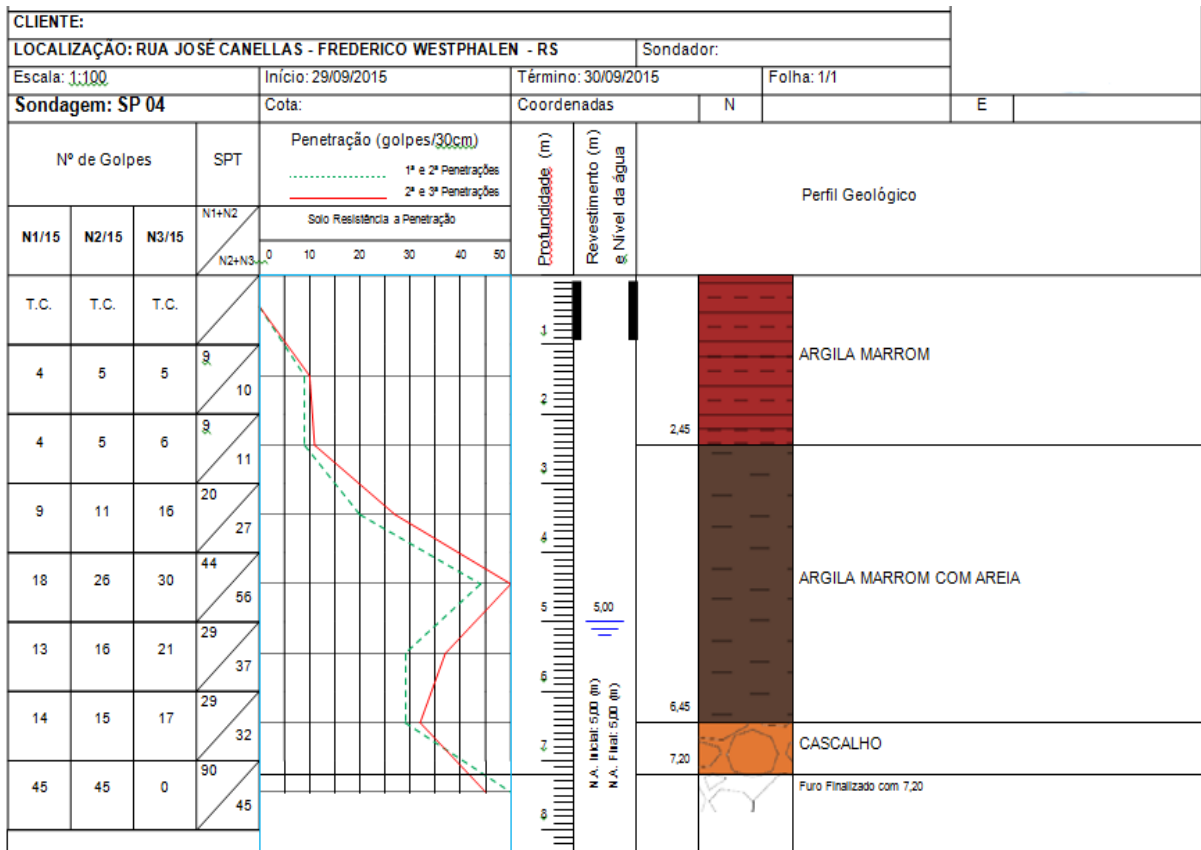 CLIENTE:
LOCALIZAÇÃO: RUA JOSÉ CANELLAS - FREDERICO WESTPHALEN - RS Sondador:
Escala: 1:100 Início: 29/09/2015 Término: 30/09/2015 Folha: 1/1
Sondagem: SP 04 Cota: Coordenadas N E
Nº de Golpes SPT Penetração (golpes/30cm) Profundidade (m) Revestimento (m) e Nível da água Perfil Geológico
1ª e 2ª Penetrações
2ª e 3ª Penetrações
N1/15 N2/15 N3/15 N1+N2 N2+N3 Solo Resistência a Penetração
0 10 20 30 40 50
T.C. T.C. T.C.
4 5 5 9 10
4 5 6 9 11
9 11 16 20 27
18 26 30 44 56
13 16 21 29 37
14 15 17 29 32
45 45 0 90 45
1
2
3
4
5
6
7
8
5,00
N.A. Inicial: 5,00 (m)
N.A. Final: 5,00 (m)
ARGILA MARROM
2,45
ARGILA MARROM COM AREIA
6,45
CASCALHO
7,20
Furo Finalizado com 7,20